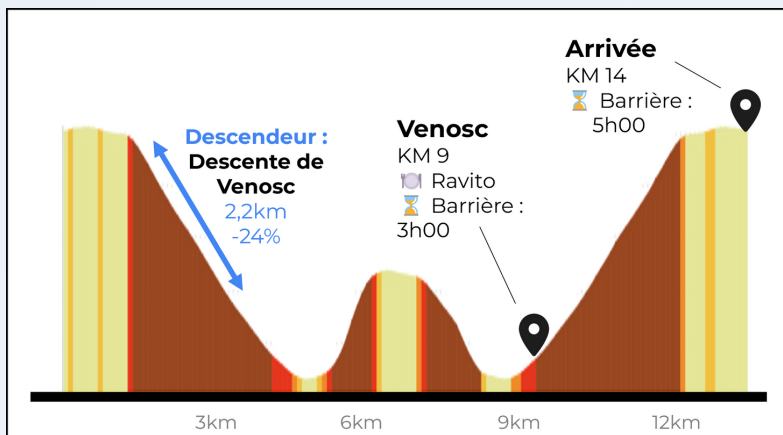 Descendeur :
Descente de
Venosc
2,2km
-24%
Venosc
KM 9
🍽️ Ravito
⏳ Barrière :
3h00
Arrivée
KM 14
⏳ Barrière :
5h00
3km
6km
9km
12km